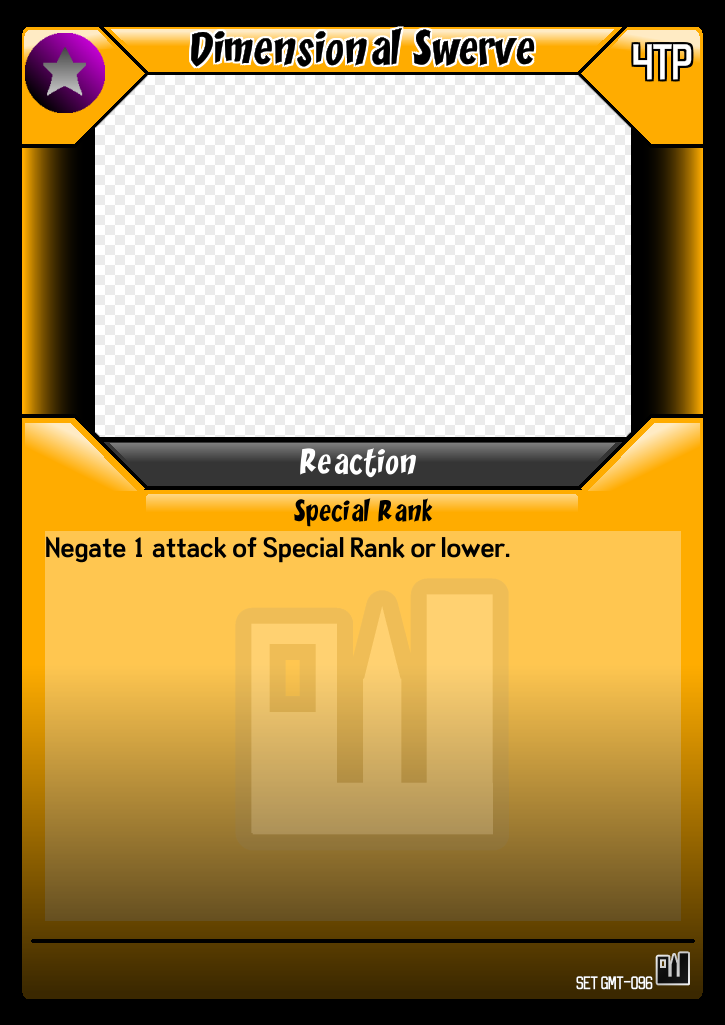 Dimensional Swerve
4TP
Reaction
Special Rank
Negate 1 attack of Special Rank or lower.
SET GMT-096